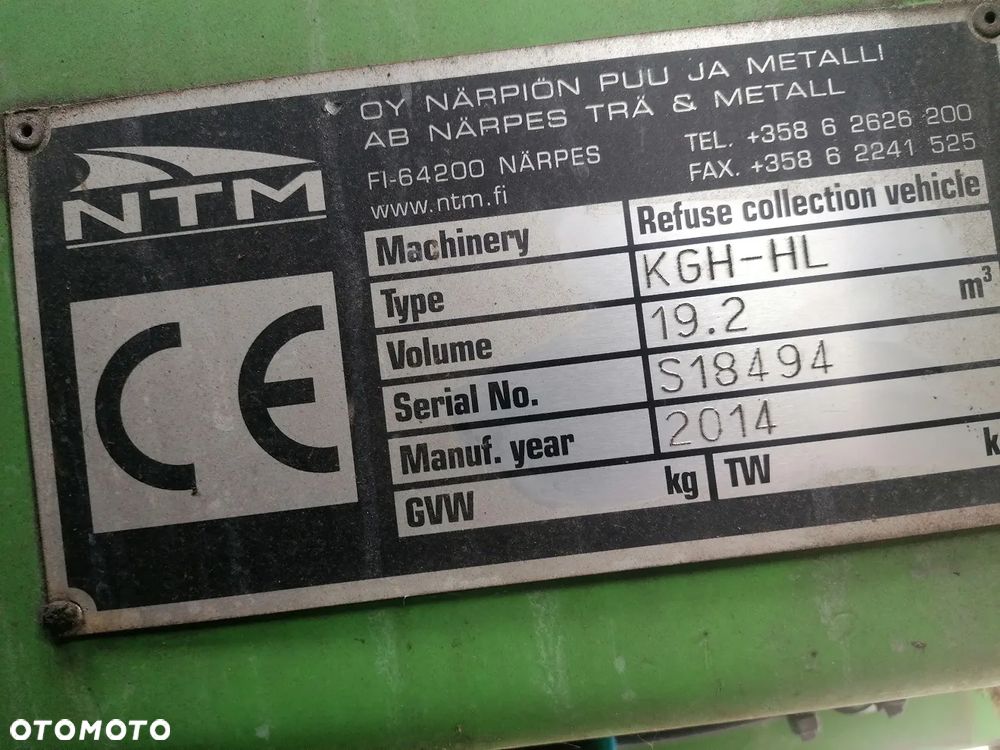 OY NÄRPIÖN PUU JA METALLI
AB NÄRPES TRÄ & METALL
FI-64200 NÄRPES
www.ntm.fi
TEL. +358 6 2626 200
FAX. +358 6 2241 525
NTM
CE
Machinery Refuse collection vehicle
Type KGH-HL
Volume 19.2 m³
Serial No. S18494
Manuf. year 2014
GVW kg TW k
OTOMOTO